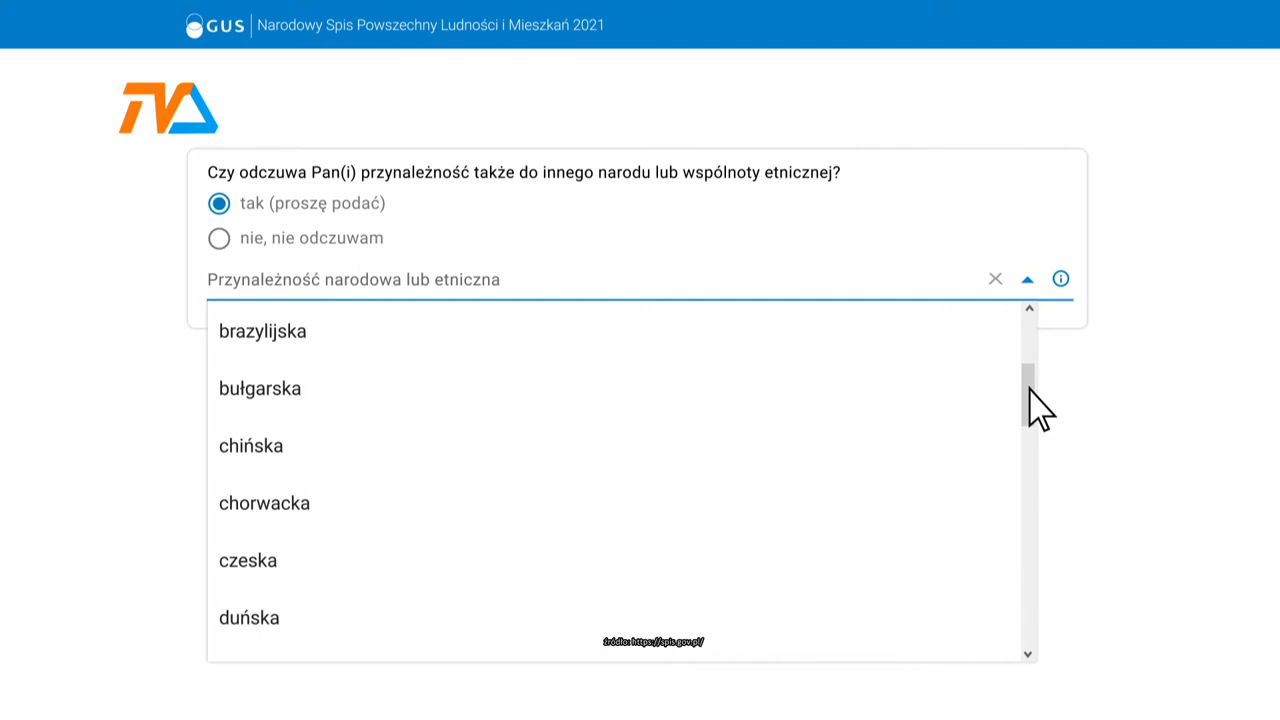 GUS Narodowy Spis Powszechny Ludności i Mieszkań 2021
TVA
Czy odczuwa Pan(i) przynależność także do innego narodu lub wspólnoty etnicznej?
tak (proszę podać)
nie, nie odczuwam
Przynależność narodowa lub etniczna
brazylijska
bułgarska
chińska
chorwacka
czeska
duńska
źródło: https://spis.gov.pl/